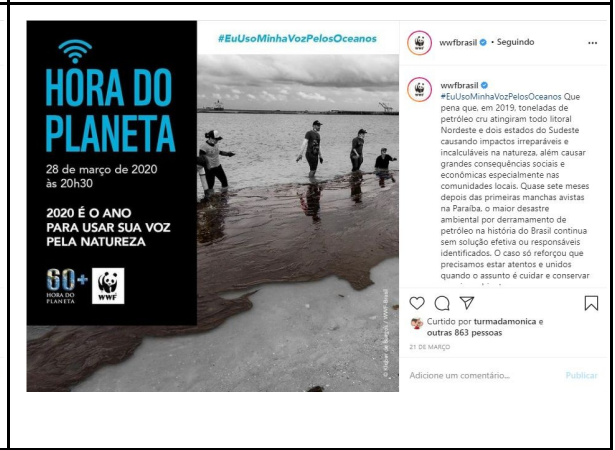 #EuUsoMinhaVozPelosOceanos
HORA DO
PLANETA
28 de março de 2020
às 20h30
2020 É O ANO
PARA USAR SUA VOZ
PELA NATUREZA
60+
HORA DO
PLANETA
WWF
wwfbrasil • Seguindo
wwfbrasil
#EuUsoMinhaVozPelosOceanos Que
pena que, em 2019, toneladas de
petróleo cru atingiram todo litoral
Nordeste e dois estados do Sudeste
causando impactos irreparáveis e
incalculáveis na natureza, além causar
grandes consequências sociais e
econômicas especialmente nas
comunidades locais. Quase sete meses
depois das primeiras manchas avistas
na Paraíba, o maior desastre
ambiental por derramamento de
petróleo na história do Brasil continua
sem solução efetiva ou responsáveis
identificados. O caso só reforçou que
precisamos estar atentos e unidos
quando o assunto é cuidar e conservar
Curtido por turmadamonica e
outras 863 pessoas
21 DE MARÇO
Adicione um comentário...
Publicar